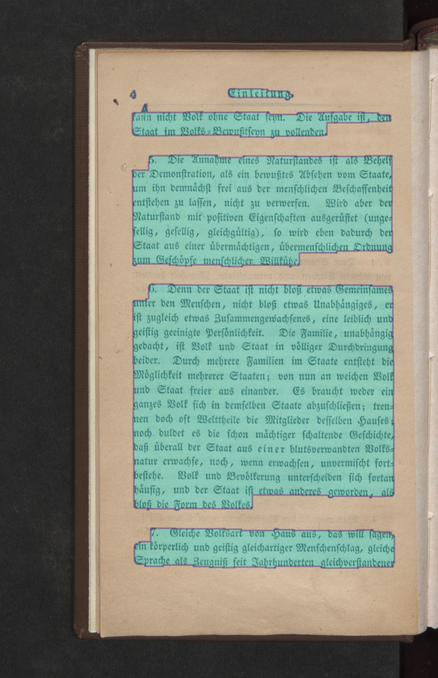 4 Einleitung.
kann nicht Volk ohne Staat seyn. Die Aufgabe ist, den
Staat im Volks-Bewußtseyn zu vollenden.
5. Die Annahme eines Naturstandes ist als Behelf
der Demonstration, als ein bewußtes Absehen vom Staate,
um ihn demnächst frei aus der menschlichen Beschaffenheit
entstehen zu lassen, nicht zu verwerfen. Wird aber der
Naturstand mit positiven Eigenschaften ausgerüstet (unge-
sellig, gesellig, gleichgültig), so wird eben dadurch der
Staat aus einer übermächtigen, übermenschlichen Ordnung
zum Geschöpfe menschlicher Willkühr.
6. Denn der Staat ist nicht bloß etwas Gemeinsames
unter den Menschen, nicht bloß etwas Unabhängiges, er
ist zugleich etwas Zusammengewachsenes, eine leiblich und
geistig geeinigte Persönlichkeit. Die Familie, unabhängig
gedacht, ist Volk und Staat in völliger Durchdringung
beider. Durch mehrere Familien im Staate entsteht die
Möglichkeit mehrerer Staaten; von nun an weichen Volk
und Staat freier aus einander. Es braucht weder ein
ganzes Volk sich in demselben Staate abzuschließen; tren-
nen doch oft Welttheile die Mitglieder desselben Hauses;
noch duldet es die schon mächtiger schaltende Geschichte,
daß überall der Staat aus einer blutsverwandten Volks-
natur erwachse, noch, wenn erwachsen, unvermischt fort-
bestehe. Volk und Bevölkerung unterscheiden sich fortan
häufig, und der Staat ist etwas anderes geworden, als
bloß die Form des Volkes.
7. Gleiche Volksart von Haus aus, das will sagen,
ein körperlich und geistig gleichartiger Menschenschlag, gleiche
Sprache als Zeugniß seit Jahrhunderten gleichverstandener